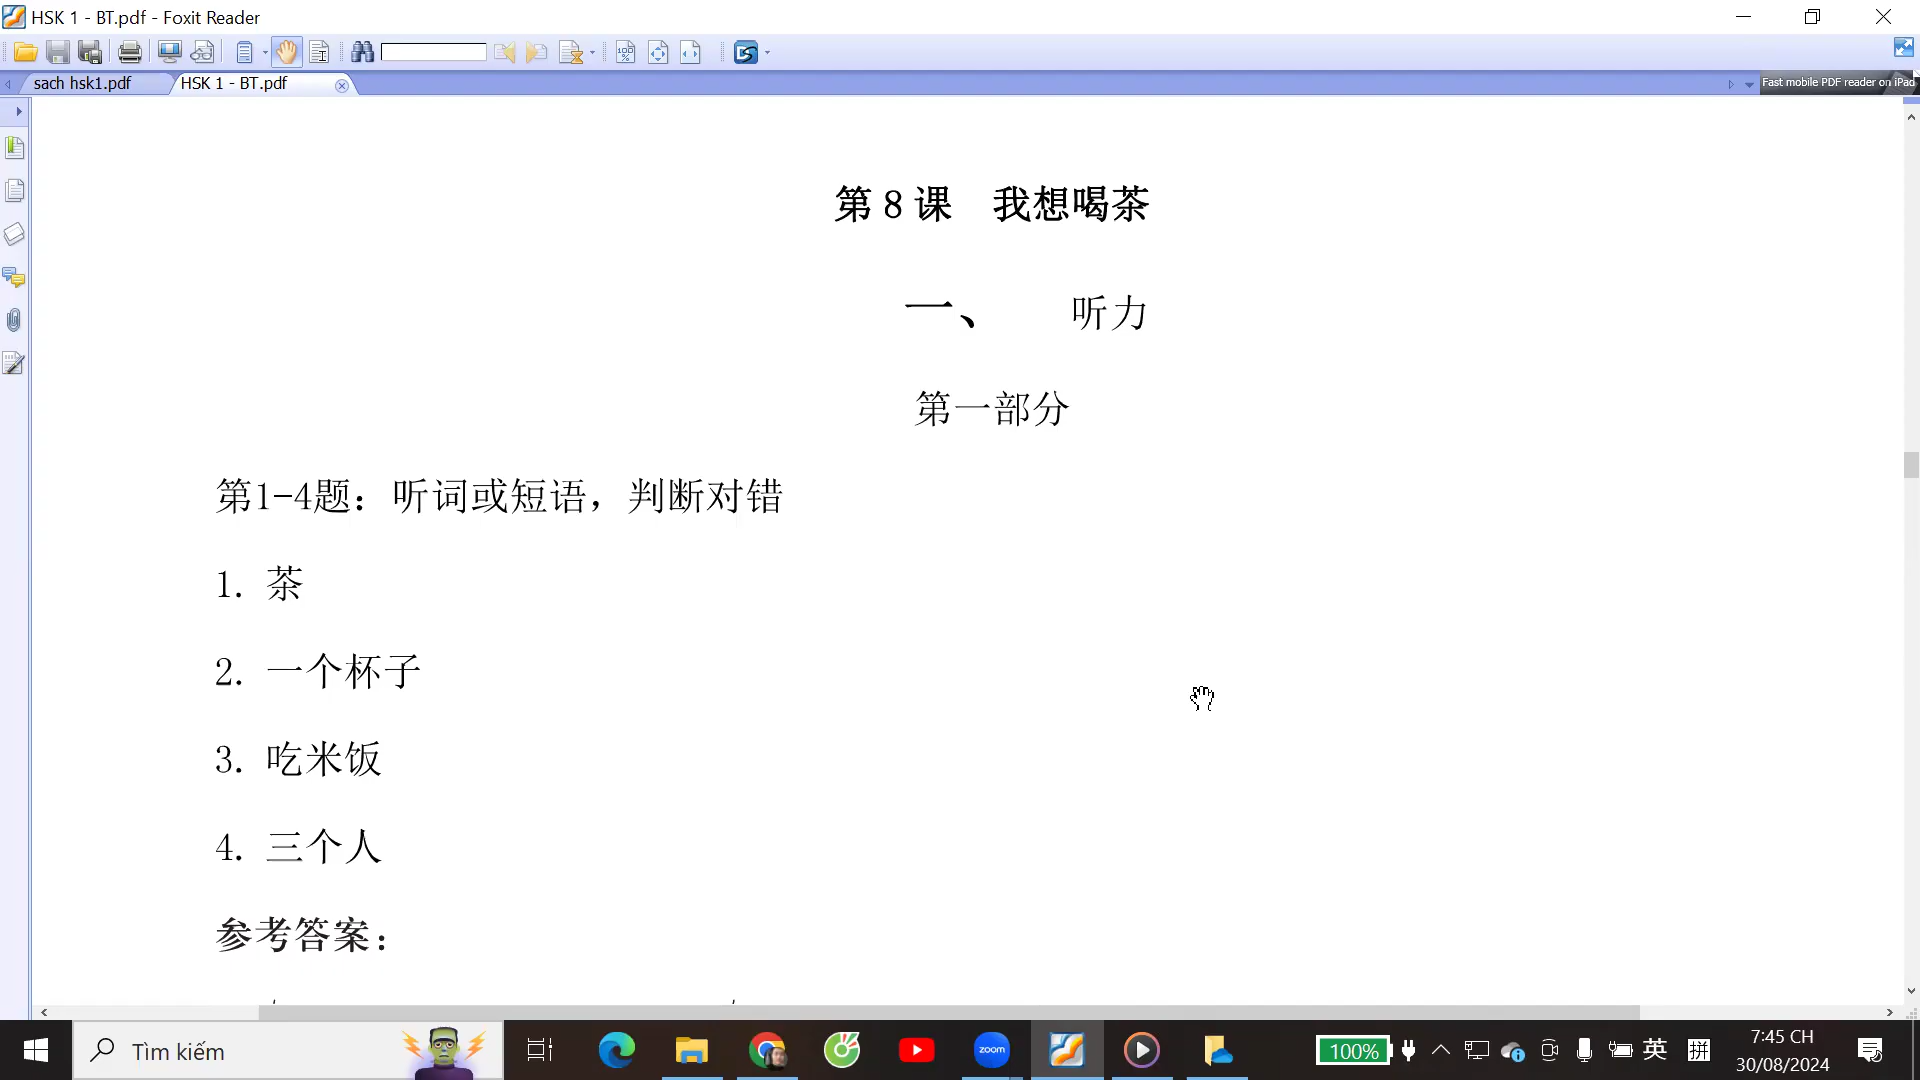 HSK 1 - BT.pdf - Foxit Reader
sach hsk1.pdf
HSK 1 - BT.pdf
Fast mobile PDF reader on iPad
第 8 课 我想喝茶
一、 听力
第一部分
第1-4题：听词或短语，判断对错
1. 茶
2. 一个杯子
3. 吃米饭
4. 三个人
参考答案：
Tìm kiếm
zoom
100%
英
拼
7:45 CH
30/08/2024